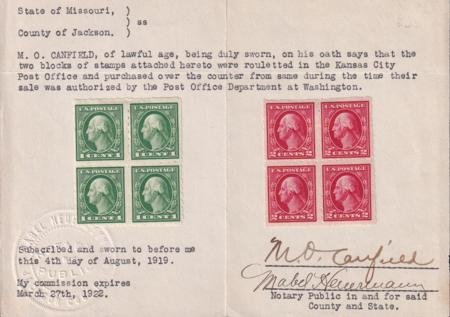 State of Missouri, )
) ss
County of Jackson. )
M. O. CANFIELD, of lawful age, being duly sworn, on his oath says that the
two blocks of stamps attached hereto were rouletted in the Kansas City
Post Office and purchased over the counter from same during the time their
sale was authorized by the Post Office Department at Washington.
U.S. POSTAGE U.S. POSTAGE
1 CENT 1 1 CENT 1
U.S. POSTAGE U.S. POSTAGE
1 CENT 1 1 CENT 1
U.S. POSTAGE U.S. POSTAGE
2 CENTS 2 2 CENTS 2
U.S. POSTAGE U.S. POSTAGE
2 CENTS 2 2 CENTS 2
Subscribed and sworn to before me
this 4th day of August, 1919.
My commission expires
March 27th, 1922.
PUBLIC
M. O. Canfield
Mabel
Notary Public in and for said
County and State.